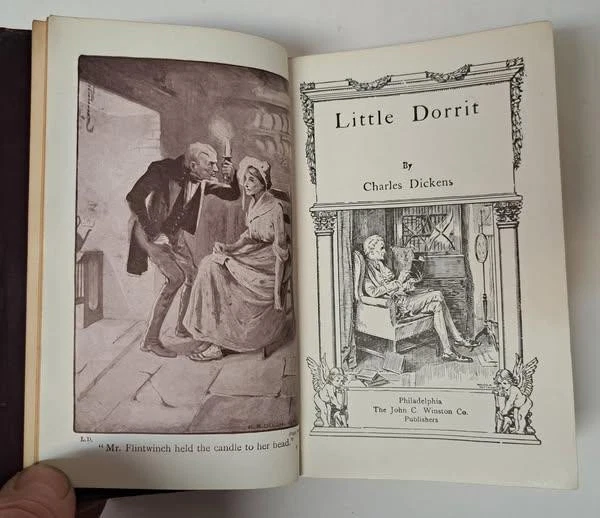 L.D.
"Mr. Flintwinch held the candle to her head."
Little Dorrit
By
Charles Dickens
Philadelphia
The John C. Winston Co.
Publishers